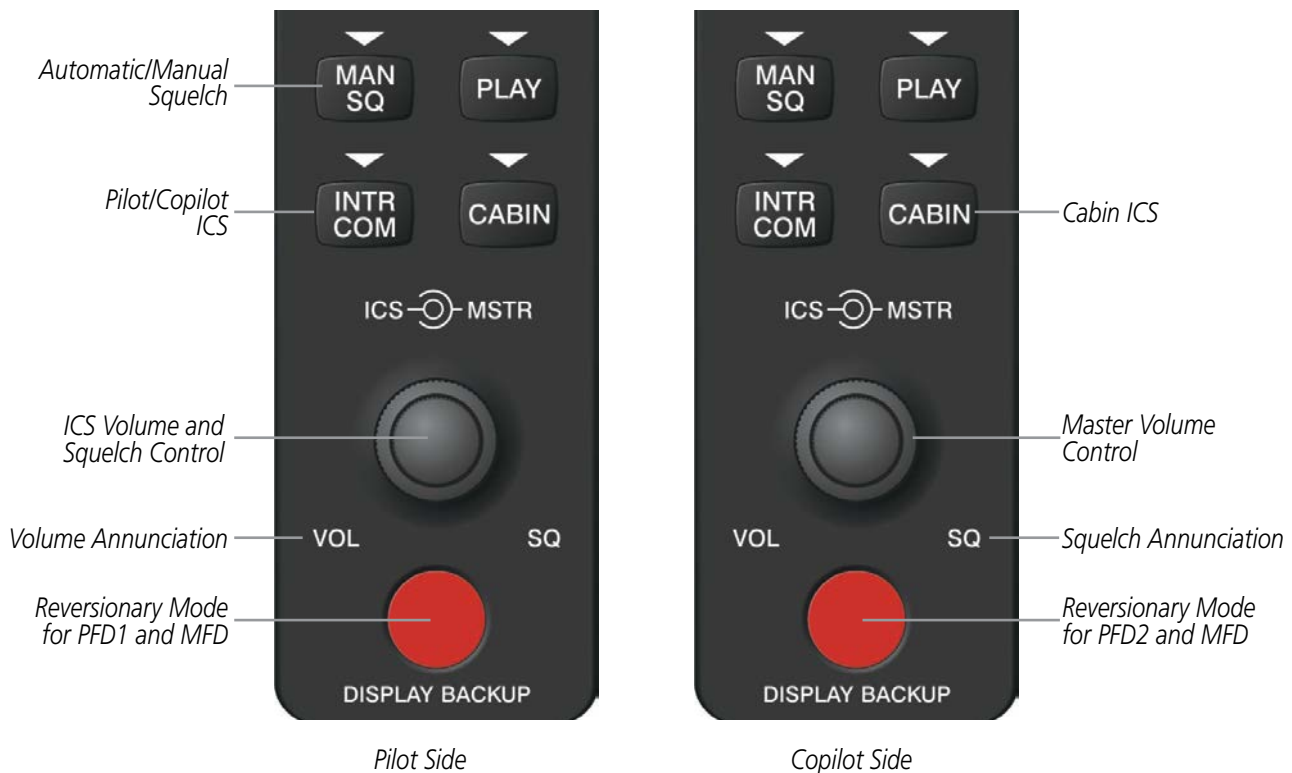 Automatic/Manual
Squelch
MAN
SQ
PLAY
Pilot/Copilot
ICS
INTR
COM
CABIN
ICS MSTR
ICS Volume and
Squelch Control
Volume Annunciation
VOL SQ
Reversionary Mode
for PFD1 and MFD
DISPLAY BACKUP
Pilot Side
MAN
SQ
PLAY
INTR
COM
CABIN
Cabin ICS
ICS MSTR
Master Volume
Control
VOL SQ
Squelch Annunciation
Reversionary Mode
for PFD2 and MFD
DISPLAY BACKUP
Copilot Side